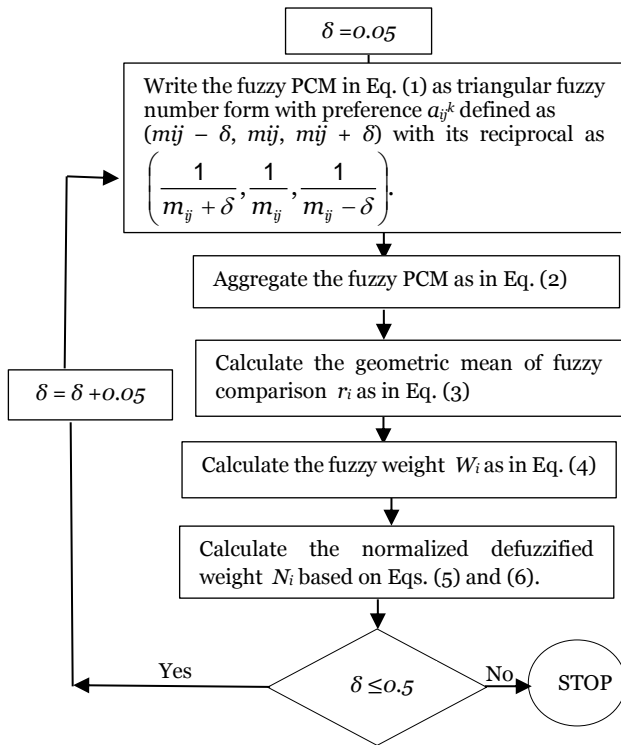 δ =0.05
Write the fuzzy PCM in Eq. (1) as triangular fuzzy
number form with preference aᵢⱼᵏ defined as
(mij − δ, mij, mij + δ) with its reciprocal as
(1/(mᵢⱼ + δ), 1/mᵢⱼ, 1/(mᵢⱼ − δ)).
Aggregate the fuzzy PCM as in Eq. (2)
Calculate the geometric mean of fuzzy
comparison rᵢ as in Eq. (3)
δ = δ +0.05
Calculate the fuzzy weight Wᵢ as in Eq. (4)
Calculate the normalized defuzzified
weight Nᵢ based on Eqs. (5) and (6).
Yes
δ ≤0.5
No
STOP